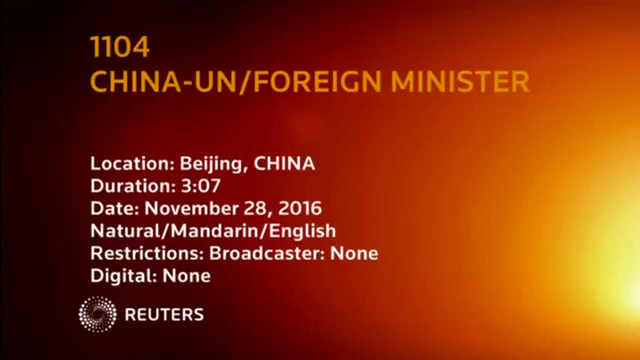 1104
CHINA-UN/FOREIGN MINISTER
Location: Beijing, CHINA
Duration: 3:07
Date: November 28, 2016
Natural/Mandarin/English
Restrictions: Broadcaster: None
Digital: None
REUTERS